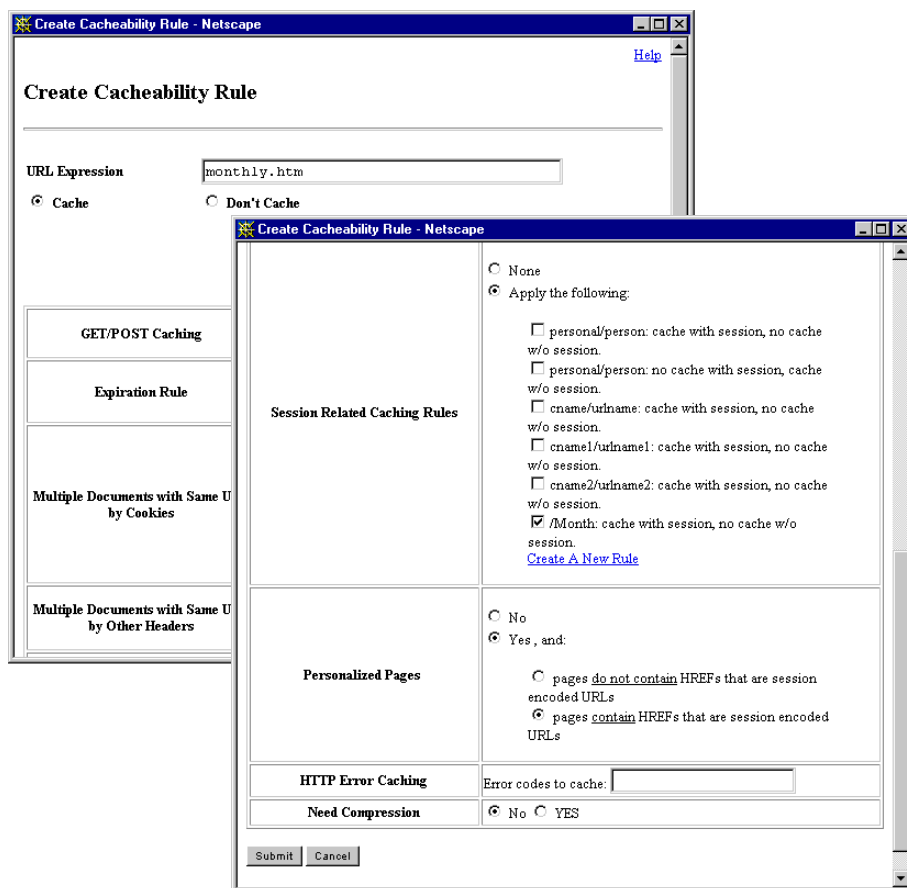 Create Cacheability Rule - Netscape
Help
Create Cacheability Rule
URL Expression
monthly.htm
Cache
Don't Cache
GET/POST Caching
Expiration Rule
Multiple Documents with Same U
by Cookies
Multiple Documents with Same U
by Other Headers
Create Cacheability Rule - Netscape
Session Related Caching Rules
None
Apply the following:
personal/person: cache with session, no cache
w/o session.
personal/person: no cache with session, cache
w/o session.
cname/urlname: cache with session, no cache
w/o session.
cname1/urlname1: cache with session, no cache
w/o session.
cname2/urlname2: cache with session, no cache
w/o session.
/Month: cache with session, no cache w/o
session.
Create A New Rule
Personalized Pages
No
Yes , and:
pages do not contain HREFs that are session
encoded URLs
pages contain HREFs that are session encoded
URLs
HTTP Error Caching
Error codes to cache:
Need Compression
No YES
Submit Cancel